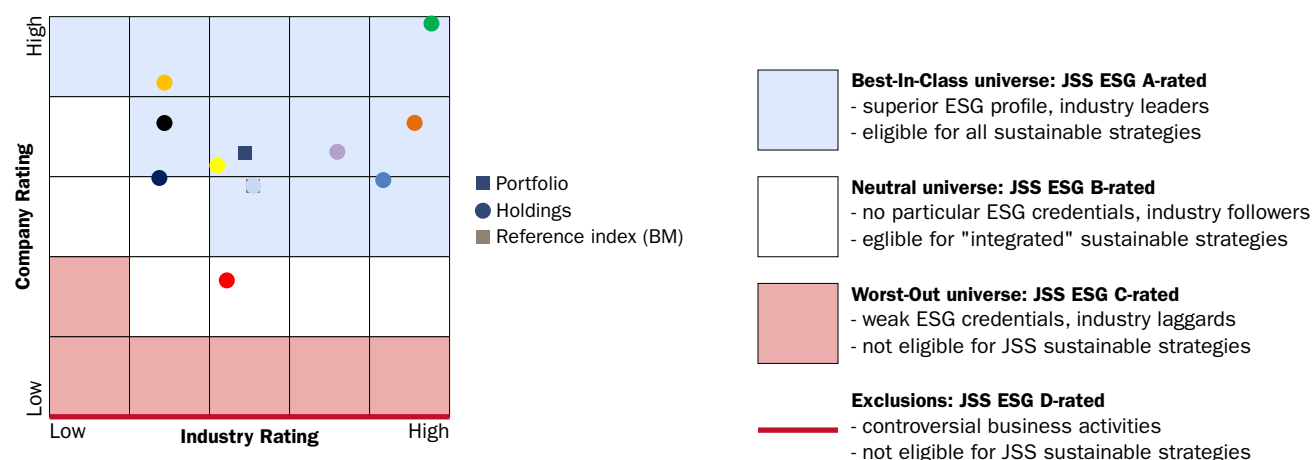 High
Company Rating
Low
Low
Industry Rating
High
Portfolio
Holdings
Reference index (BM)
Best-In-Class universe: JSS ESG A-rated
- superior ESG profile, industry leaders
- eligible for all sustainable strategies
Neutral universe: JSS ESG B-rated
- no particular ESG credentials, industry followers
- eglible for "integrated" sustainable strategies
Worst-Out universe: JSS ESG C-rated
- weak ESG credentials, industry laggards
- not eligible for JSS sustainable strategies
Exclusions: JSS ESG D-rated
- controversial business activities
- not eligible for JSS sustainable strategies